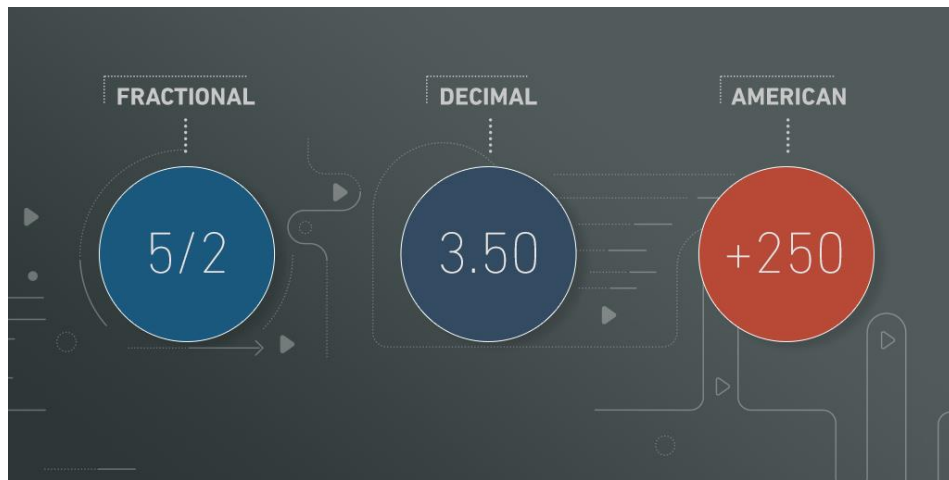 FRACTIONAL
DECIMAL
AMERICAN
5/2
3.50
+250